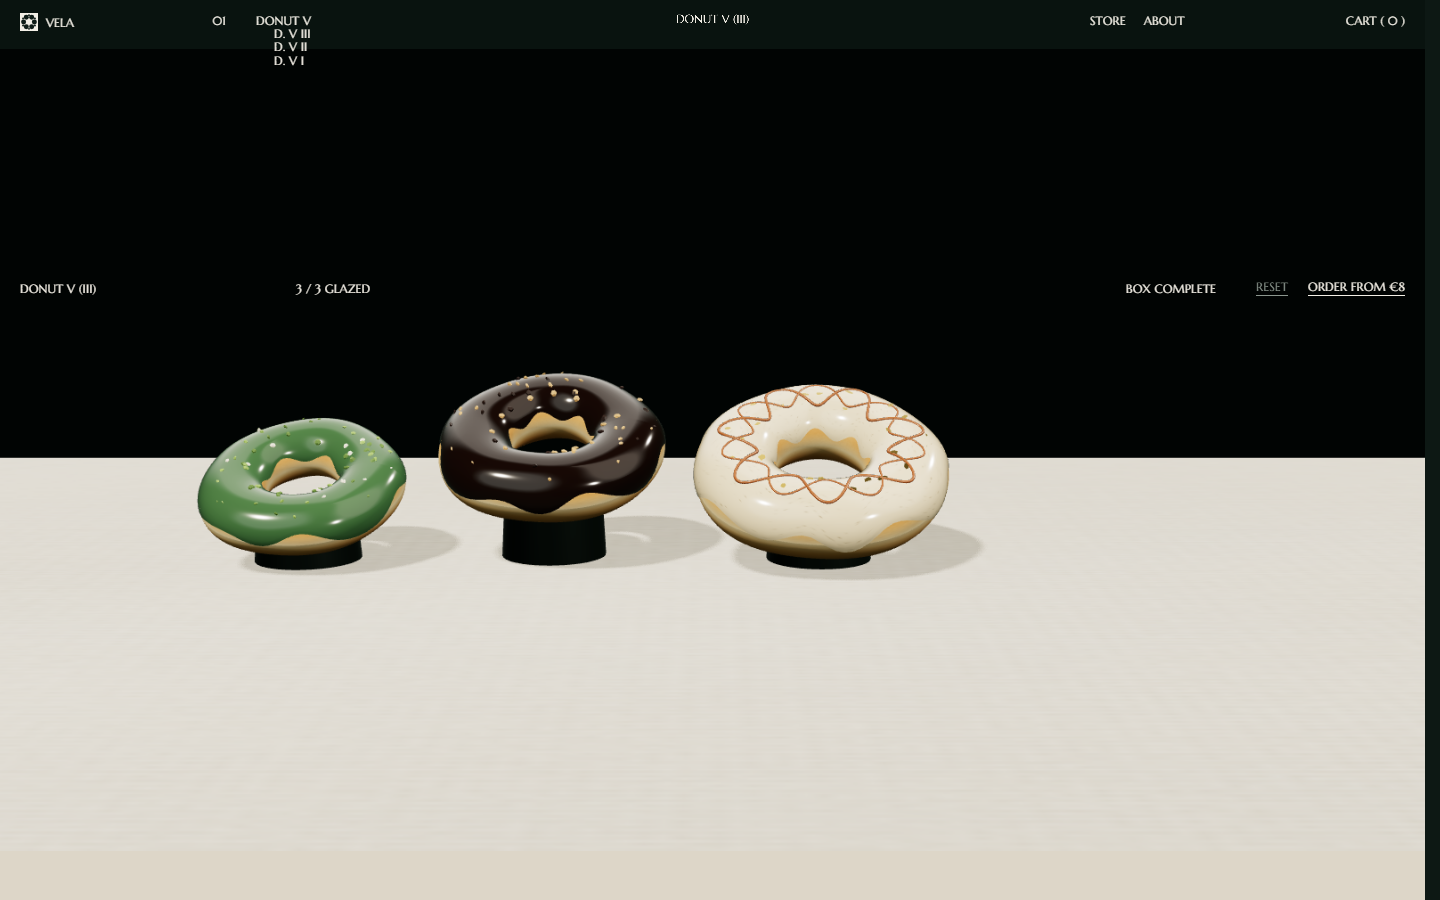 VELA
01
DONUT V
D. V III
D. V II
D. V I
DONUT V (III)
STORE
ABOUT
CART ( 0 )
DONUT V (III)
3 / 3 GLAZED
BOX COMPLETE
RESET
ORDER FROM €8